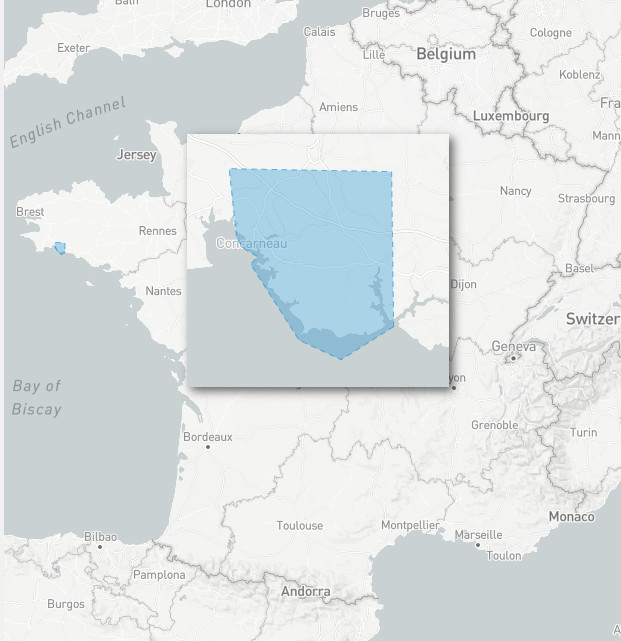 Bath
London
Exeter
Calais
Bruges
Cologne
Lille
Belgium
Koblenz
Amiens
English Channel
Fra
Luxembourg
Mann
Jersey
Nancy
Strasbourg
Brest
Rennes
Concarneau
Basel
Nantes
Dijon
Switzer
Geneva
Bay of
Biscay
yon
Grenoble
Turin
Bordeaux
Toulouse
Montpellier
Monaco
Marseille
Bilbao
Toulon
Pamplona
Andorra
Burgos
A